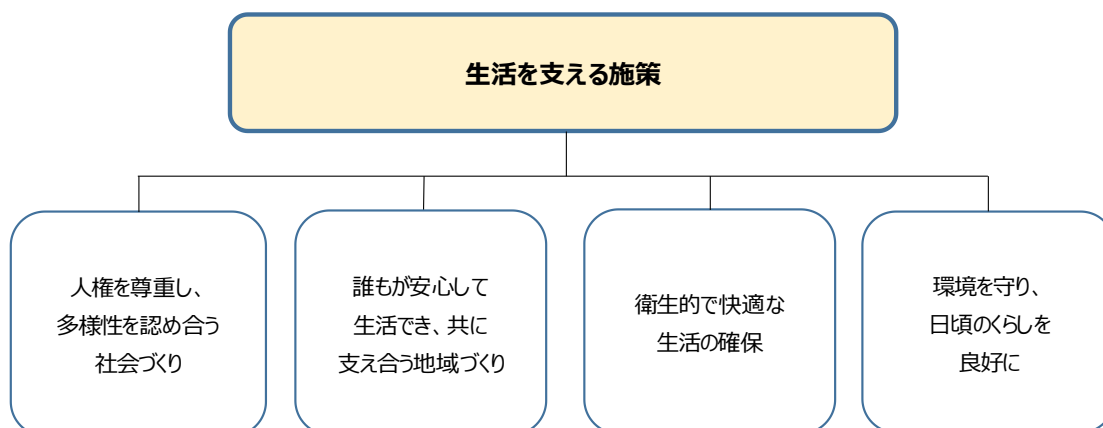 生活を支える施策
人権を尊重し、
多様性を認め合う
社会づくり
誰もが安心して
生活でき、共に
支え合う地域づくり
衛生的で快適な
生活の確保
環境を守り、
日頃のくらしを
良好に